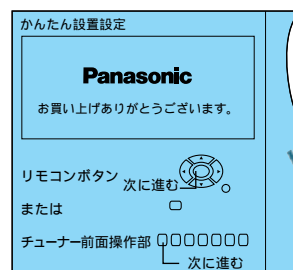 かんたん設置設定
Panasonic
お買い上げありがとうございます。
リモコンボタン
次に進む
または
チューナー前面操作部
次に進む